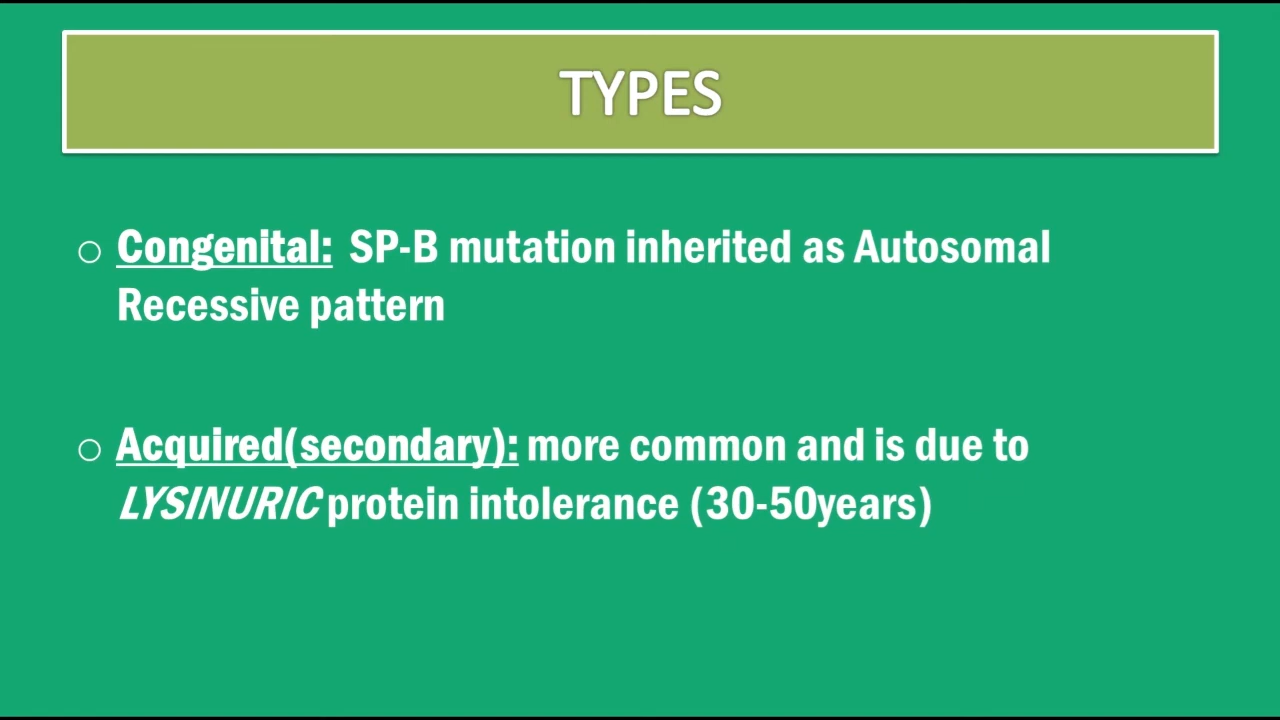 TYPES
Congenital: SP-B mutation inherited as Autosomal
Recessive pattern
Acquired(secondary): more common and is due to
LYSINURIC protein intolerance (30-50years)